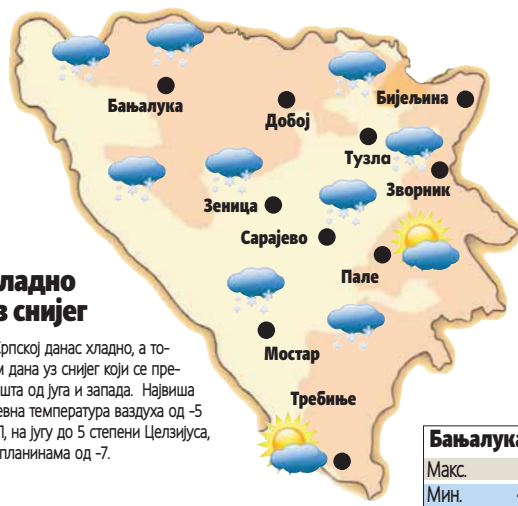 Бањалука
Бијељина
Добој
Тузла
Зворник
Зеница
Сарајево
Пале
Мостар
Требиње
ладно
з снијег
рпској данас хладно, а то-
м дана уз снијег који се пре-
шта од југа и запада. Највиша
евна температура ваздуха од -5
на југу до 5 степени Целзијуса,
планинама од -7.
Бањалука
Макс.
Мин.